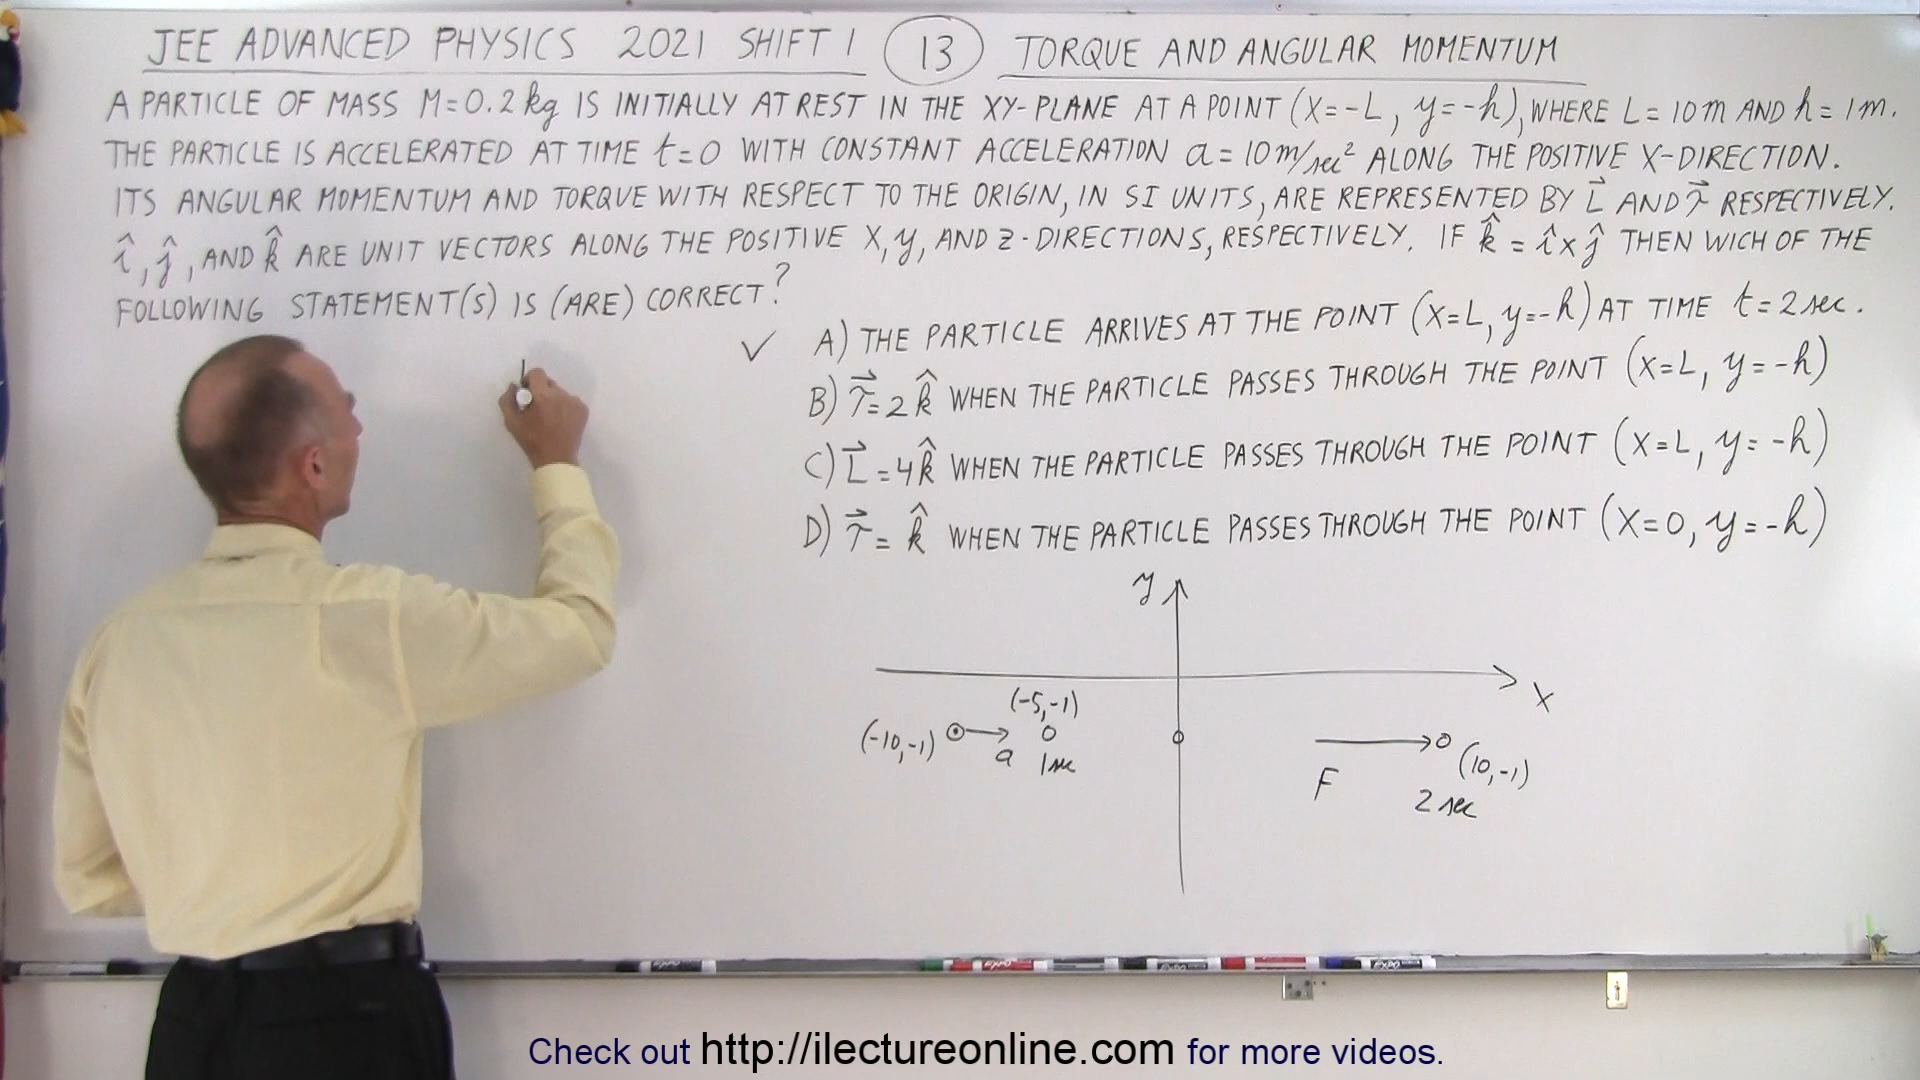 JEE ADVANCED PHYSICS 2021 SHIFT 1 (13) TORQUE AND ANGULAR MOMENTUM
A PARTICLE OF MASS M=0.2kg IS INITIALLY AT REST IN THE XY-PLANE AT A POINT (X=-L, y=-h), WHERE L=10m AND h=1m.
THE PARTICLE IS ACCELERATED AT TIME t=0 WITH CONSTANT ACCELERATION a=10m/sec² ALONG THE POSITIVE X-DIRECTION.
ITS ANGULAR MOMENTUM AND TORQUE WITH RESPECT TO THE ORIGIN, IN SI UNITS, ARE REPRESENTED BY L⃗ AND τ⃗ RESPECTIVELY.
î, ĵ, AND k̂ ARE UNIT VECTORS ALONG THE POSITIVE X, y, AND z-DIRECTIONS, RESPECTIVELY. IF k̂ = î x ĵ THEN WICH OF THE
FOLLOWING STATEMENT(S) IS (ARE) CORRECT?
✓ A) THE PARTICLE ARRIVES AT THE POINT (X=L, y=-h) AT TIME t=2sec.
B) τ⃗=2k̂ WHEN THE PARTICLE PASSES THROUGH THE POINT (X=L, y=-h)
C) L⃗=4k̂ WHEN THE PARTICLE PASSES THROUGH THE POINT (X=L, y=-h)
D) τ⃗=k̂ WHEN THE PARTICLE PASSES THROUGH THE POINT (X=0, y=-h)
y
X
(-5,-1)
(-10,-1)
a
1sec
F
(10,-1)
2 sec
EXPO
Check out http://ilectureonline.com for more videos.